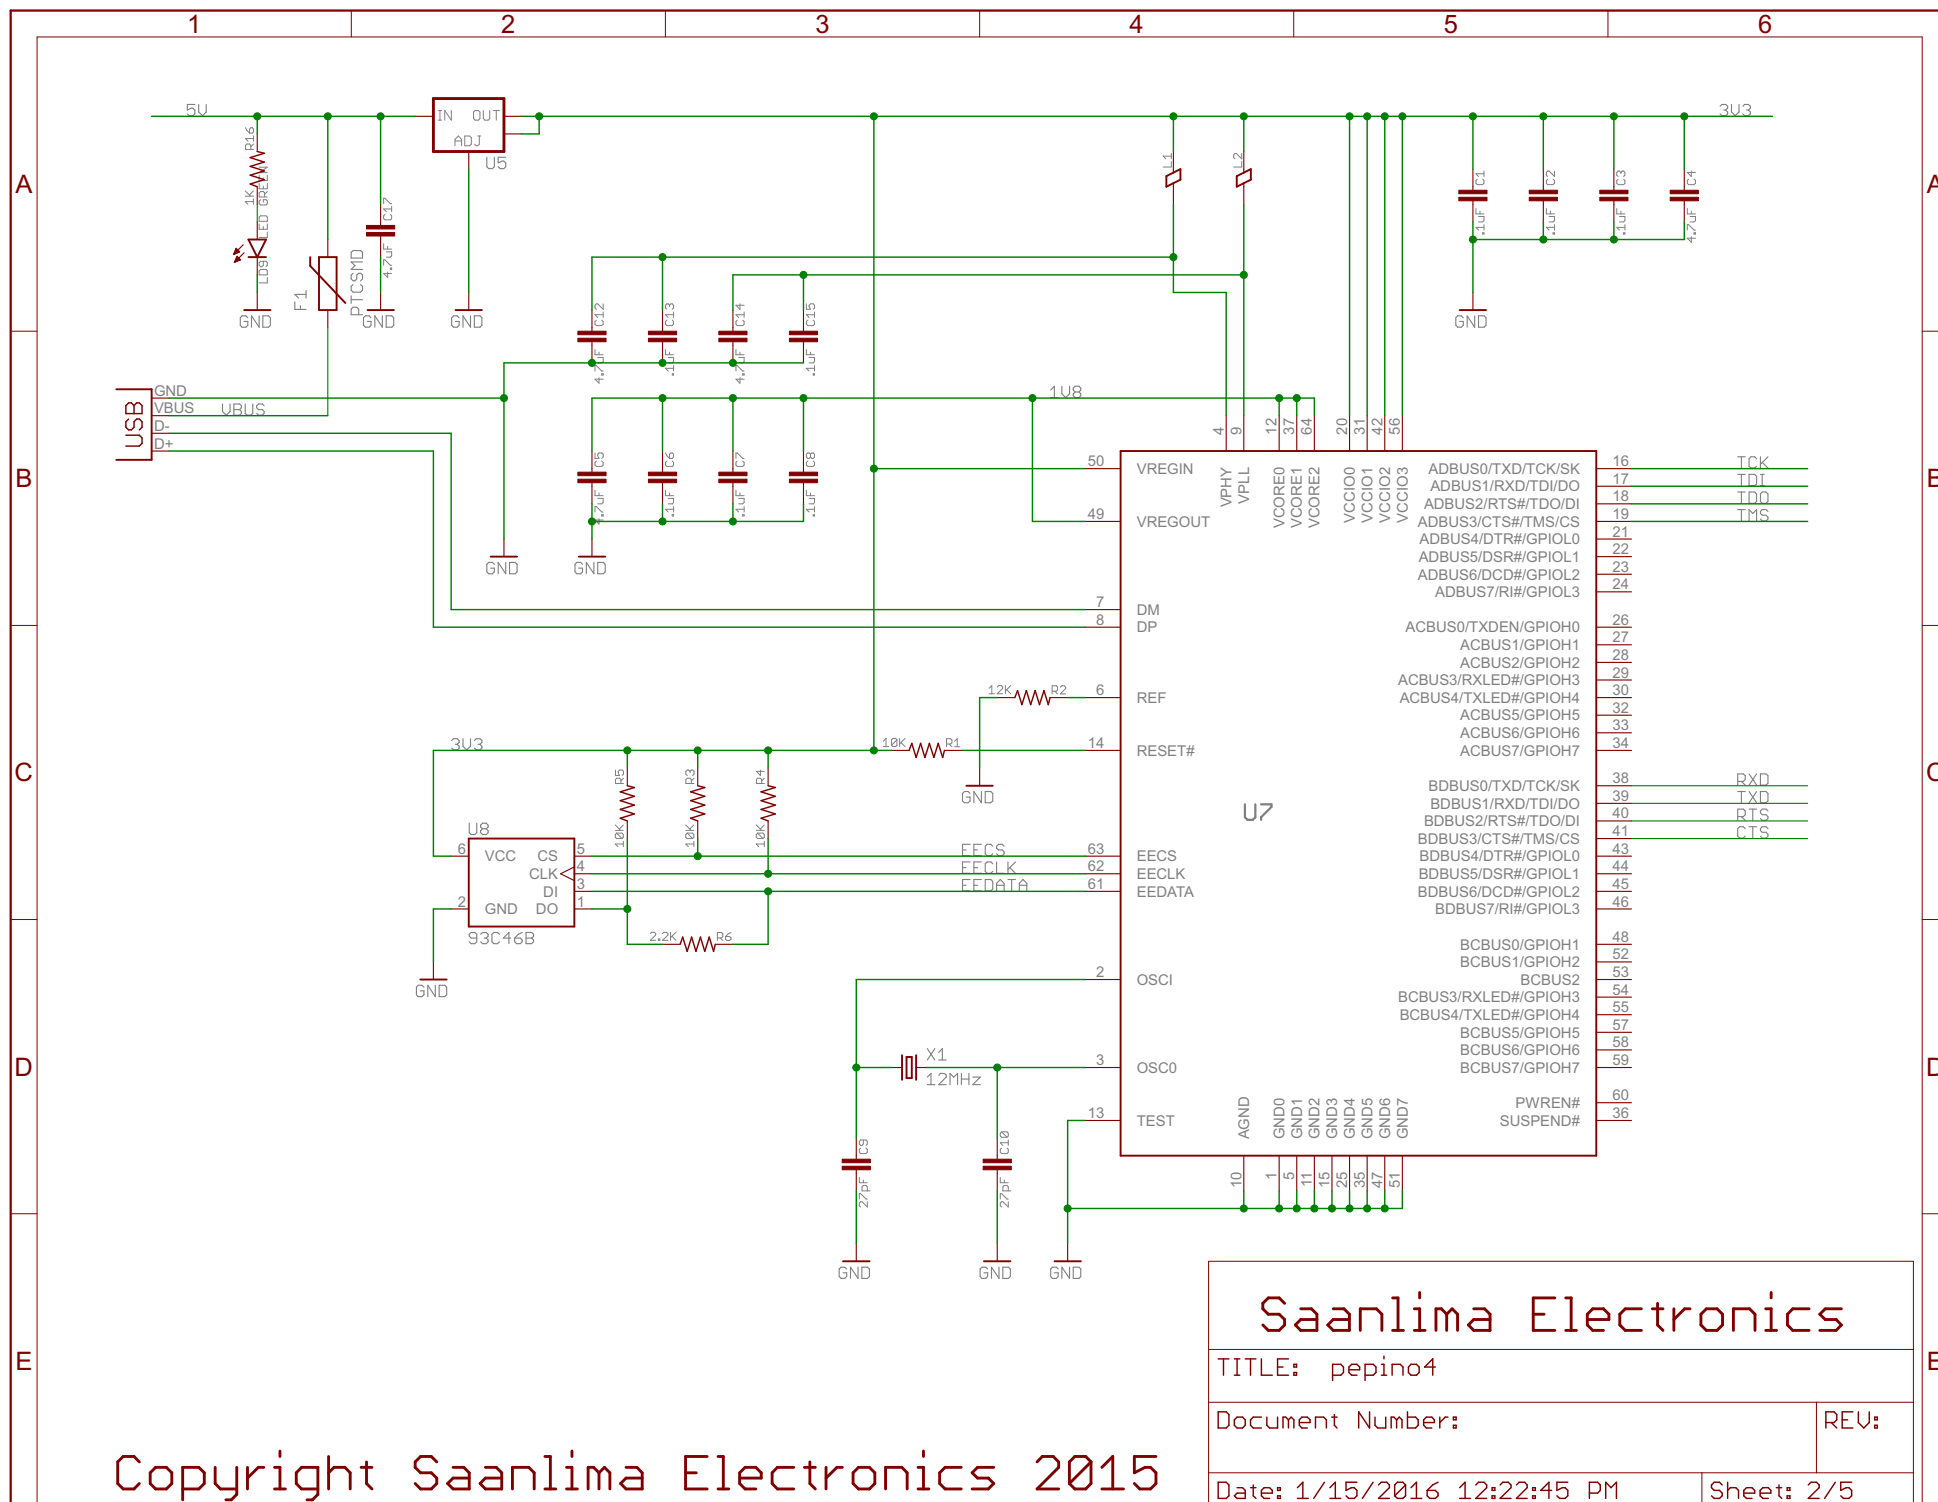 1 2 3 4 5 6
A A
5V
3V3
IN OUT
ADJ
U5
R16
1K
LED GREEN
LD9
GND
F1
PTCSMD
C17
4.7uF
GND
GND
L1
L2
C1
.1uF
C2
.1uF
C3
.1uF
C4
4.7uF
GND
C12
4.7uF
C13
.1uF
C14
4.7uF
C15
.1uF
USB
GND
VBUS VBUS
D-
D+
1V8
B B
C5
4.7uF
C6
.1uF
C7
.1uF
C8
.1uF
GND
GND
4 9 12 37 64 20 31 42 56
VPHY
VPLL
VCORE0
VCORE1
VCORE2
VCCIO0
VCCIO1
VCCIO2
VCCIO3
50 VREGIN
49 VREGOUT
7 DM
8 DP
6 REF
12K R2
14 RESET#
10K R1
GND
63 EECS
62 EECLK
61 EEDATA
2 OSCI
3 OSC0
13 TEST
U7
ADBUS0/TXD/TCK/SK 16 TCK
ADBUS1/RXD/TDI/DO 17 TDI
ADBUS2/RTS#/TDO/DI 18 TDO
ADBUS3/CTS#/TMS/CS 19 TMS
ADBUS4/DTR#/GPIOL0 21
ADBUS5/DSR#/GPIOL1 22
ADBUS6/DCD#/GPIOL2 23
ADBUS7/RI#/GPIOL3 24
ACBUS0/TXDEN/GPIOH0 26
ACBUS1/GPIOH1 27
ACBUS2/GPIOH2 28
ACBUS3/RXLED#/GPIOH3 29
ACBUS4/TXLED#/GPIOH4 30
ACBUS5/GPIOH5 32
ACBUS6/GPIOH6 33
ACBUS7/GPIOH7 34
BDBUS0/TXD/TCK/SK 38 RXD
BDBUS1/RXD/TDI/DO 39 TXD
BDBUS2/RTS#/TDO/DI 40 RTS
BDBUS3/CTS#/TMS/CS 41 CTS
BDBUS4/DTR#/GPIOL0 43
BDBUS5/DSR#/GPIOL1 44
BDBUS6/DCD#/GPIOL2 45
BDBUS7/RI#/GPIOL3 46
BCBUS0/GPIOH1 48
BCBUS1/GPIOH2 52
BCBUS2 53
BCBUS3/RXLED#/GPIOH3 54
BCBUS4/TXLED#/GPIOH4 55
BCBUS5/GPIOH5 57
BCBUS6/GPIOH6 58
BCBUS7/GPIOH7 59
PWREN# 60
SUSPEND# 36
AGND
GND0
GND1
GND2
GND3
GND4
GND5
GND6
GND7
10 1 5 11 15 25 35 47 51
C C
3V3
R5
10K
R3
10K
R4
10K
U8
6 VCC CS 5
CLK 4
DI 3
2 GND DO 1
93C46B
EECS
EECLK
EEDATA
2.2K R6
GND
D D
X1
12MHz
C9
27pF
C10
27pF
GND
GND
GND
E E
Saanlima Electronics
TITLE: pepino4
Document Number:
REV:
Date: 1/15/2016 12:22:45 PM
Sheet: 2/5
Copyright Saanlima Electronics 2015